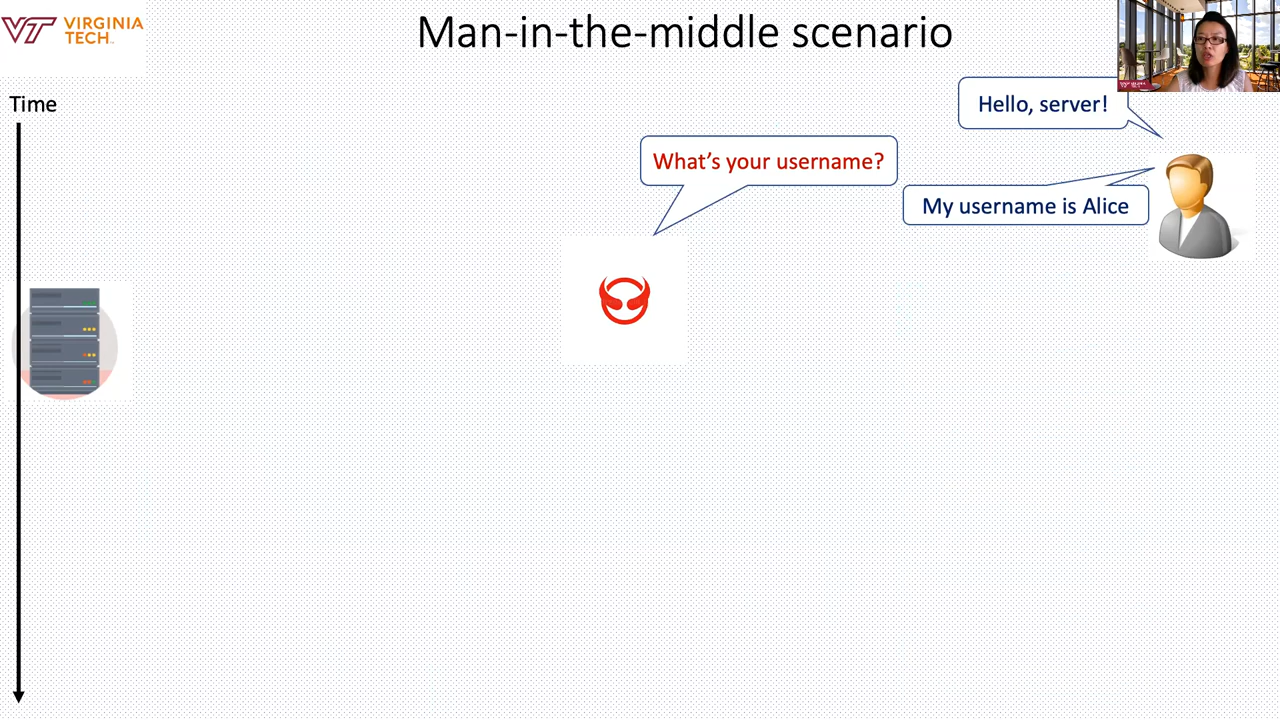 VIRGINIA
TECH
Man-in-the-middle scenario
Time
Hello, server!
What's your username?
My username is Alice